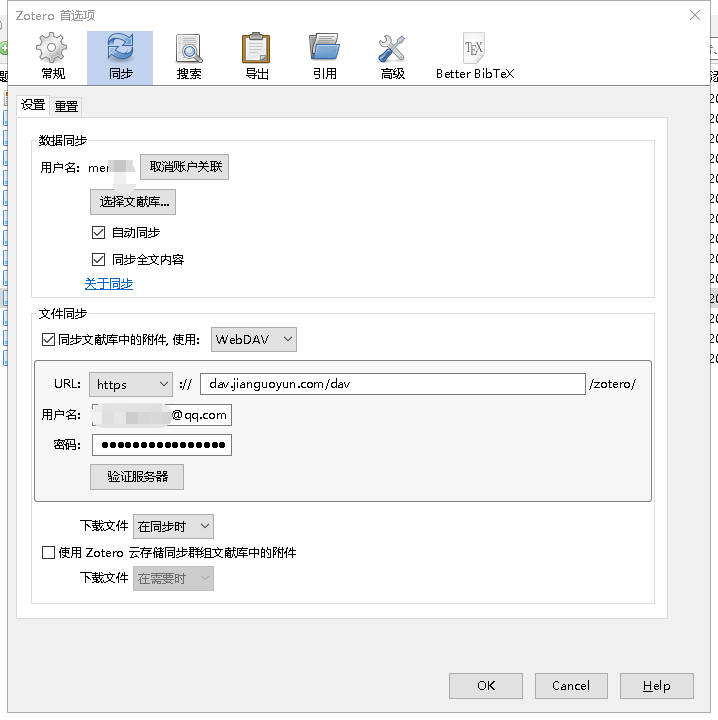 Zotero 首选项
常规 同步 搜索 导出 引用 高级 Better BibTeX
设置 重置
数据同步
用户名: me 取消账户关联
选择文献库...
自动同步
同步全文内容
关于同步
文件同步
同步文献库中的附件, 使用: WebDAV
URL: https :// dav.jianguoyun.com/dav /zotero/
用户名: @qq.com
密码:
验证服务器
下载文件 在同步时
使用 Zotero 云存储同步群组文献库中的附件
下载文件 在需要时
OK Cancel Help